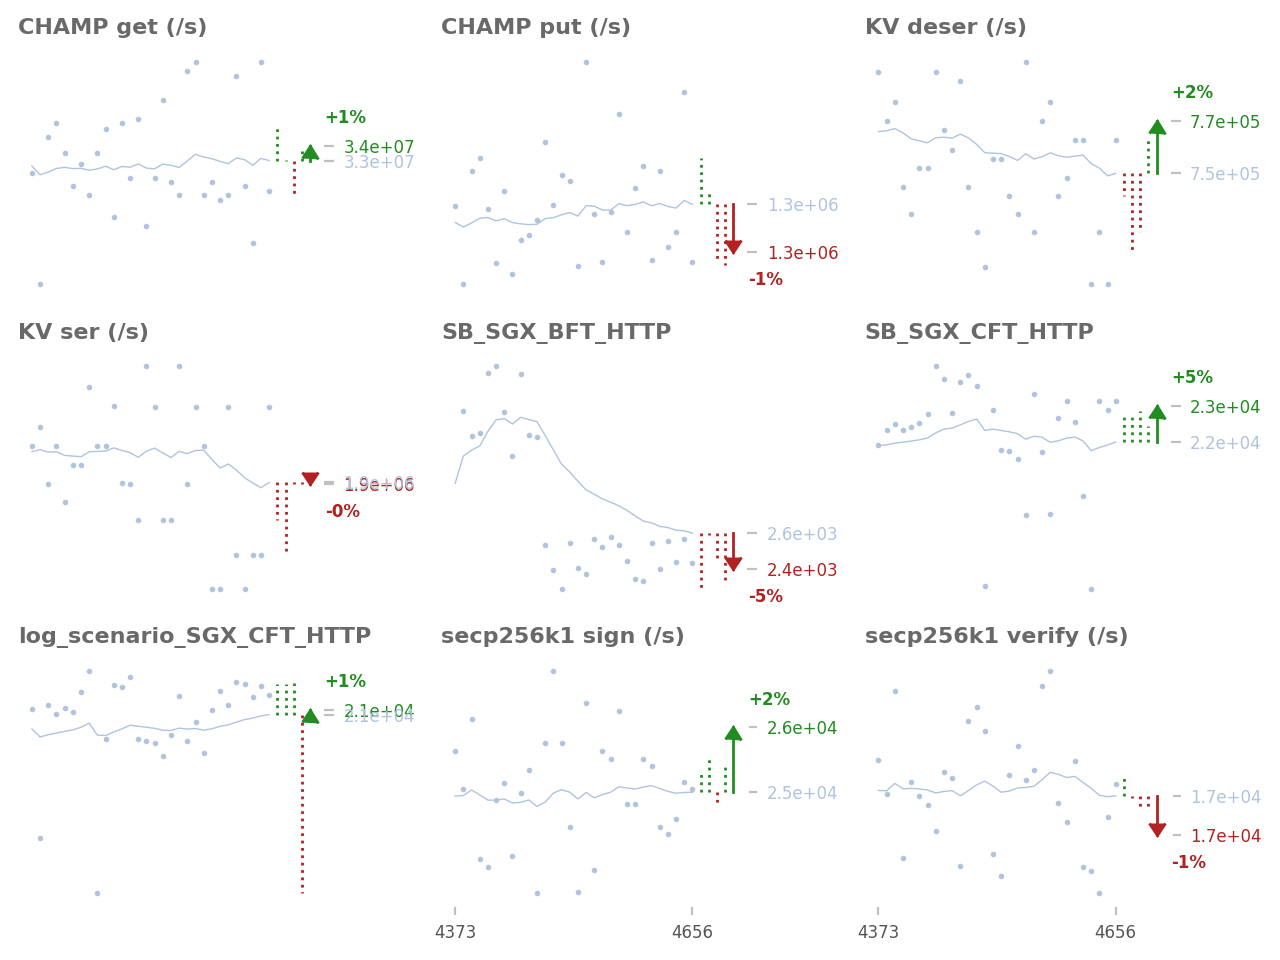 CHAMP get (/s)
+1%
3.4e+07
3.3e+07
CHAMP put (/s)
1.3e+06
1.3e+06
-1%
KV deser (/s)
+2%
7.7e+05
7.5e+05
KV ser (/s)
1.9e+06
-0%
SB_SGX_BFT_HTTP
2.6e+03
2.4e+03
-5%
SB_SGX_CFT_HTTP
+5%
2.3e+04
2.2e+04
log_scenario_SGX_CFT_HTTP
+1%
2.1e+04
2.1e+04
secp256k1 sign (/s)
+2%
2.6e+04
2.5e+04
4373 4656
secp256k1 verify (/s)
1.7e+04
1.7e+04
-1%
4373 4656